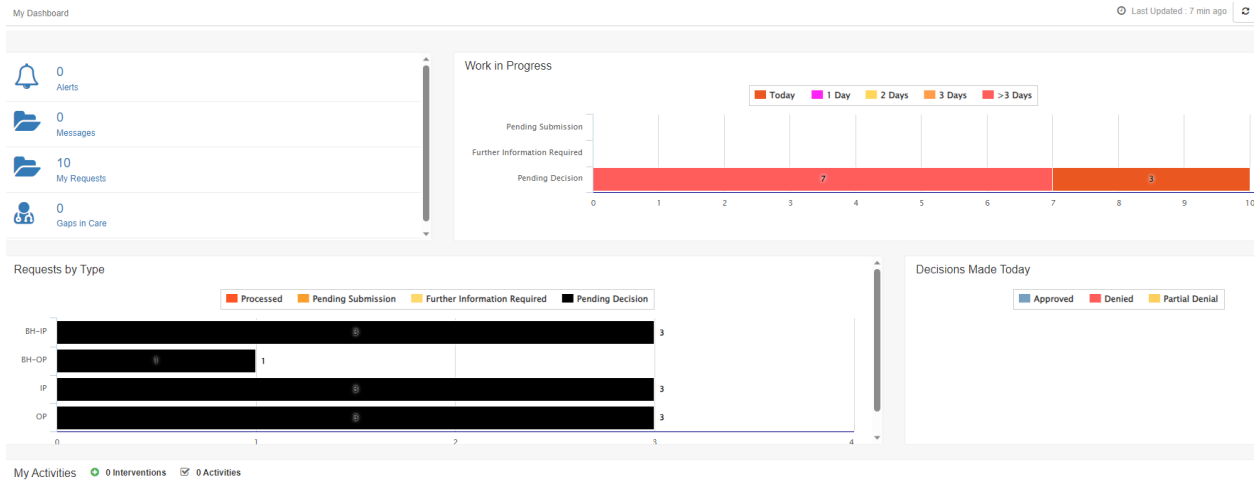 My Dashboard
Last Updated : 7 min ago
0
Alerts
0
Messages
10
My Requests
0
Gaps in Care
Work in Progress
Today 1 Day 2 Days 3 Days >3 Days
Pending Submission
Further Information Required
Pending Decision 7 3
0 1 2 3 4 5 6 7 8 9 10
Requests by Type
Processed Pending Submission Further Information Required Pending Decision
BH-IP 3 3
BH-OP 1 1
IP 3 3
OP 3 3
0 1 2 3 4
Decisions Made Today
Approved Denied Partial Denial
My Activities 0 Interventions 0 Activities